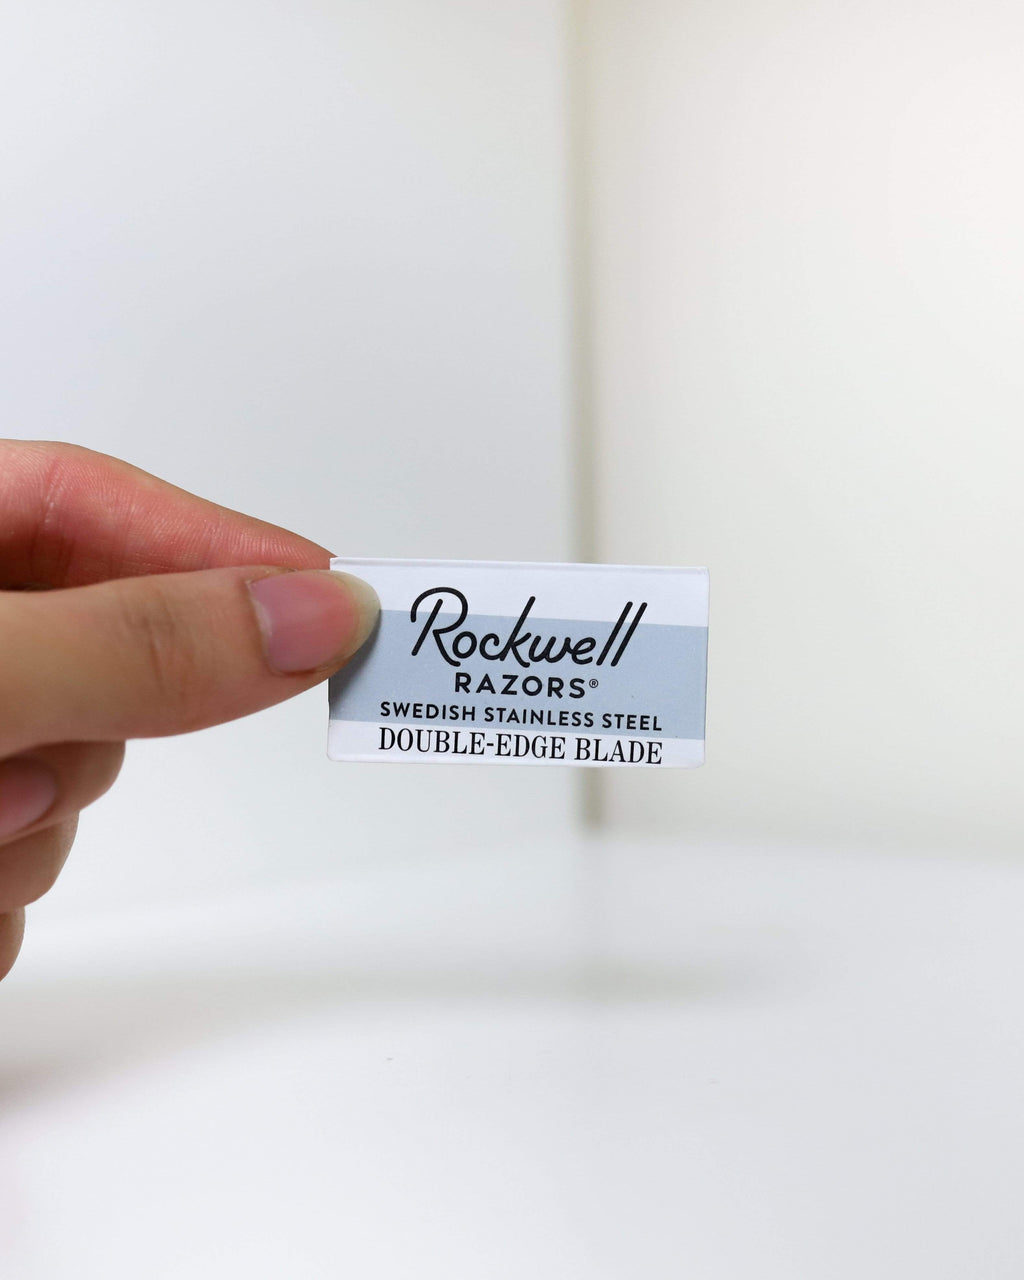 Rockwell
RAZORS®
SWEDISH STAINLESS STEEL
DOUBLE-EDGE BLADE